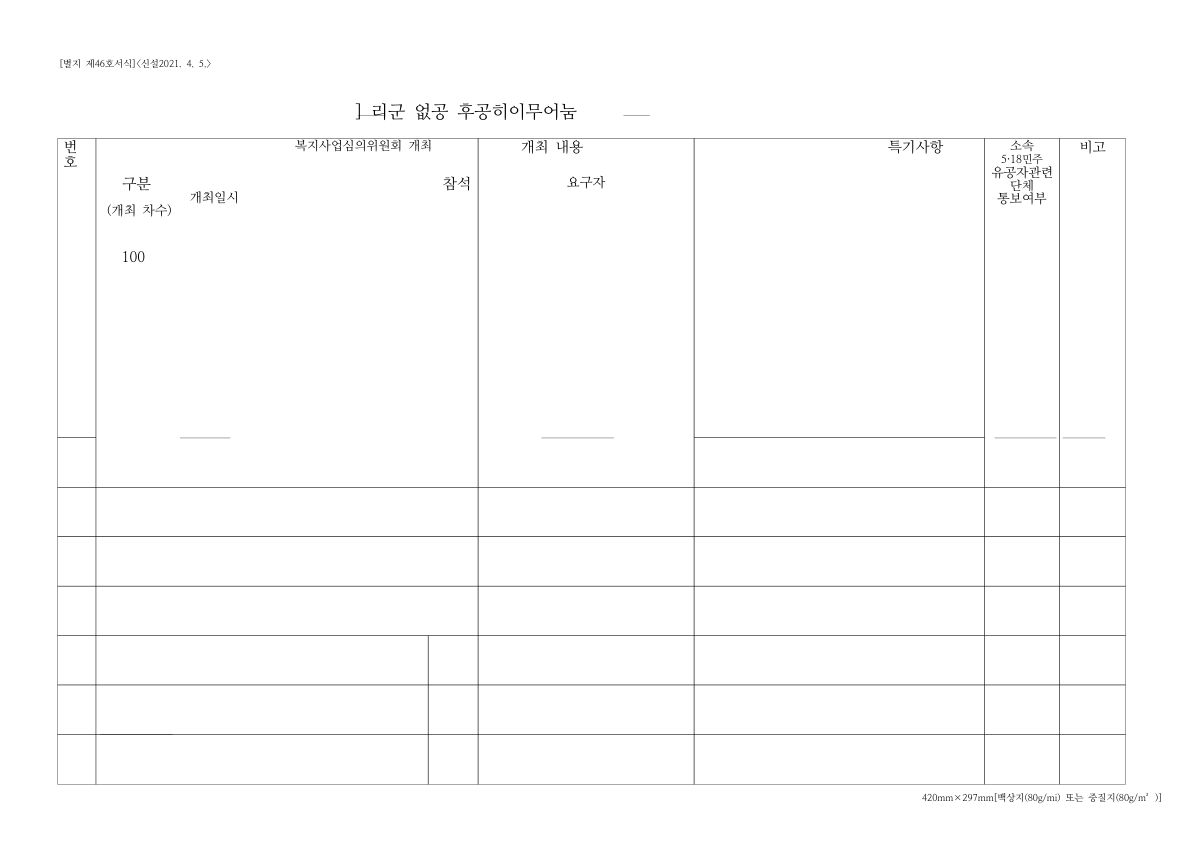 [별지 제46호서식]<신설2021. 4. 5.>
] 리군 없공 후공히이무어눔
번
호
복지사업심의위원회 개최
개최 내용
특기사항
소속
5·18민주
유공자관련
단체
통보여부
비고
구분
(개최 차수)
개최일시
참석
요구자
100
420mm×297mm[백상지(80g/mi) 또는 중질지(80g/m² )]